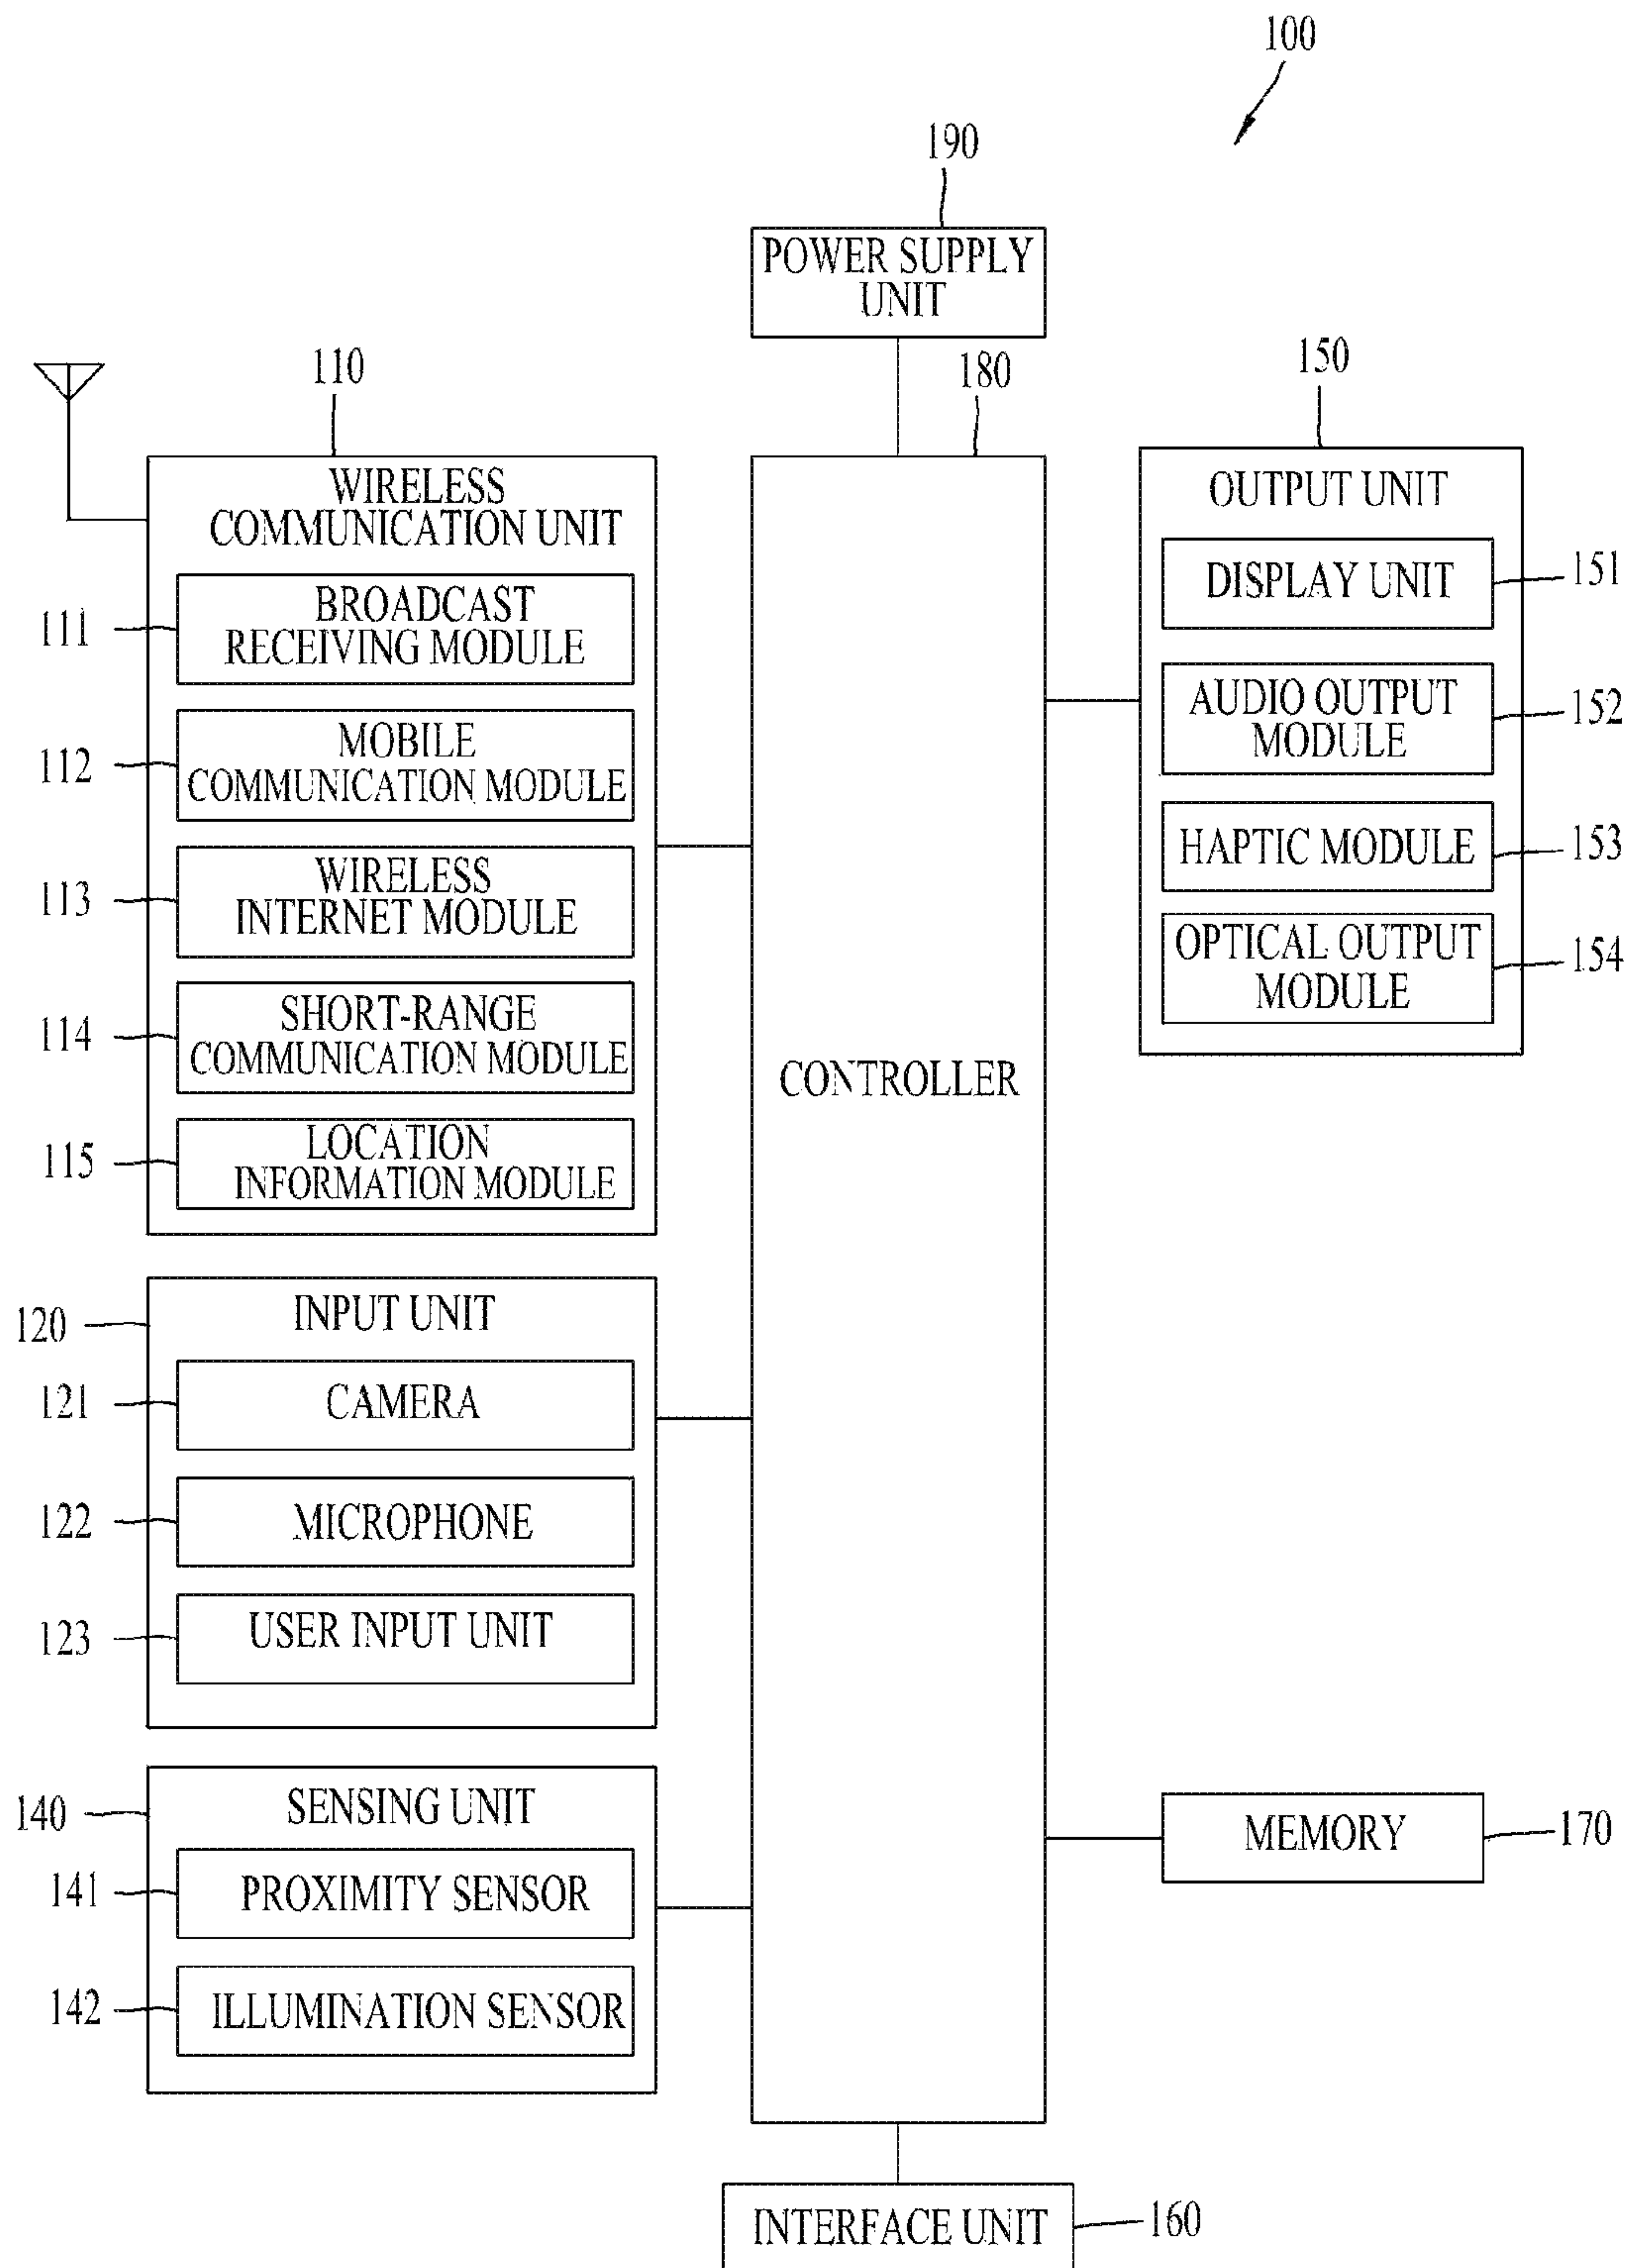 100
190
POWER SUPPLY
UNIT
110
180
150
WIRELESS
COMMUNICATION UNIT
111
BROADCAST
RECEIVING MODULE
112
MOBILE
COMMUNICATION MODULE
113
WIRELESS
INTERNET MODULE
114
SHORT-RANGE
COMMUNICATION MODULE
115
LOCATION
INFORMATION MODULE
120
INPUT UNIT
121
CAMERA
122
MICROPHONE
123
USER INPUT UNIT
140
SENSING UNIT
141
PROXIMITY SENSOR
142
ILLUMINATION SENSOR
CONTROLLER
OUTPUT UNIT
DISPLAY UNIT
151
AUDIO OUTPUT
MODULE
152
HAPTIC MODULE
153
OPTICAL OUTPUT
MODULE
154
MEMORY
170
INTERFACE UNIT
160